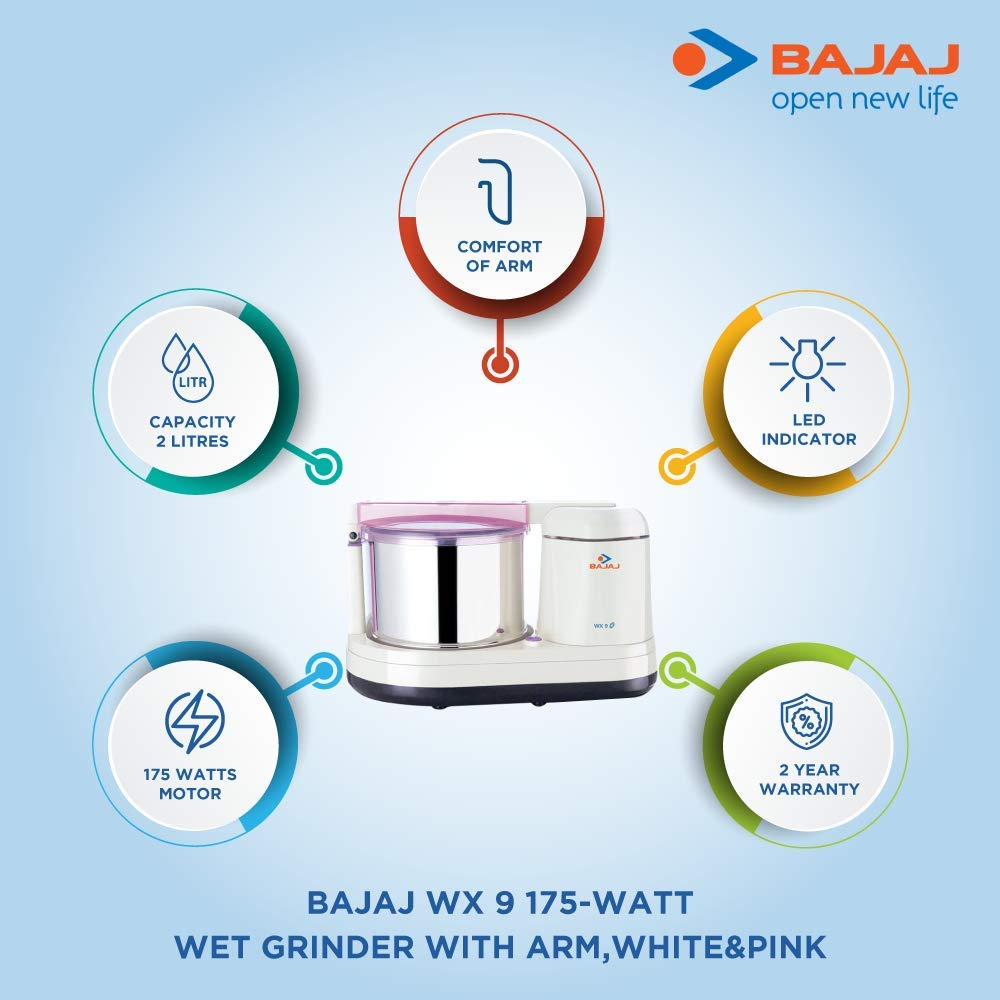 BAJAJ
open new life
COMFORT
OF ARM
LITR
CAPACITY
2 LITRES
LED
INDICATOR
BAJAJ
WX 9
175 WATTS
MOTOR
%
2 YEAR
WARRANTY
BAJAJ WX 9 175-WATT
WET GRINDER WITH ARM,WHITE&PINK